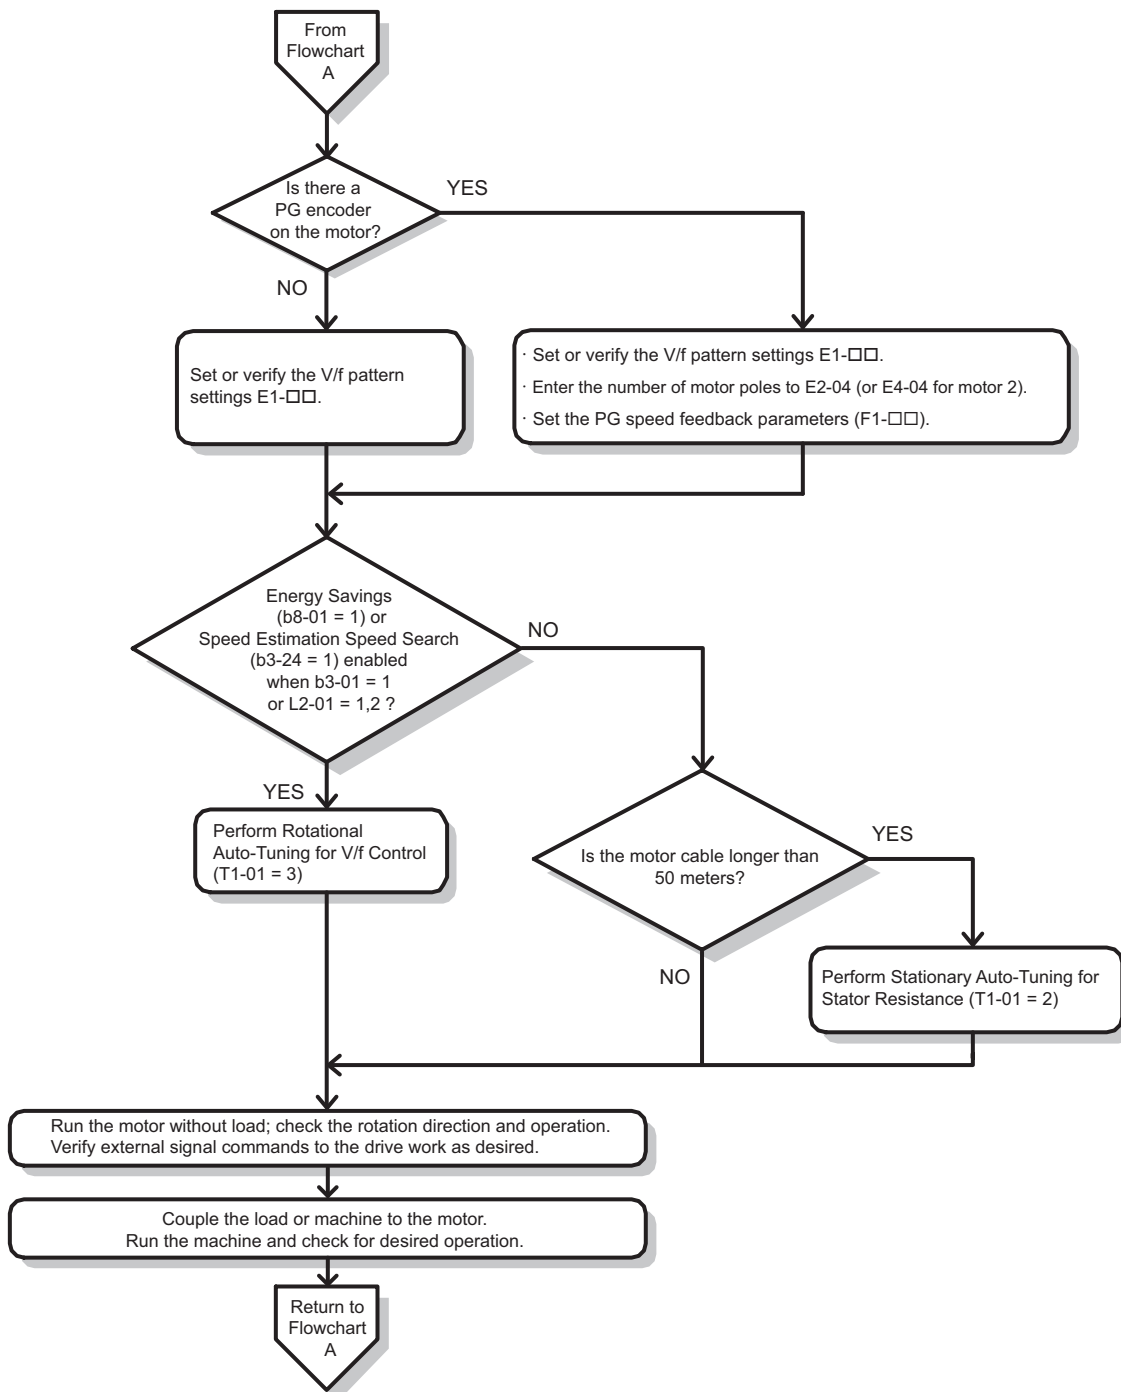 From
Flowchart
A
Is there a
PG encoder
on the motor?
YES
NO
Set or verify the V/f pattern
settings E1-□□.
· Set or verify the V/f pattern settings E1-□□.
· Enter the number of motor poles to E2-04 (or E4-04 for motor 2).
· Set the PG speed feedback parameters (F1-□□).
Energy Savings
(b8-01 = 1) or
Speed Estimation Speed Search
(b3-24 = 1) enabled
when b3-01 = 1
or L2-01 = 1,2 ?
NO
YES
Perform Rotational
Auto-Tuning for V/f Control
(T1-01 = 3)
Is the motor cable longer than
50 meters?
YES
NO
Perform Stationary Auto-Tuning for
Stator Resistance (T1-01 = 2)
Run the motor without load; check the rotation direction and operation.
Verify external signal commands to the drive work as desired.
Couple the load or machine to the motor.
Run the machine and check for desired operation.
Return to
Flowchart
A